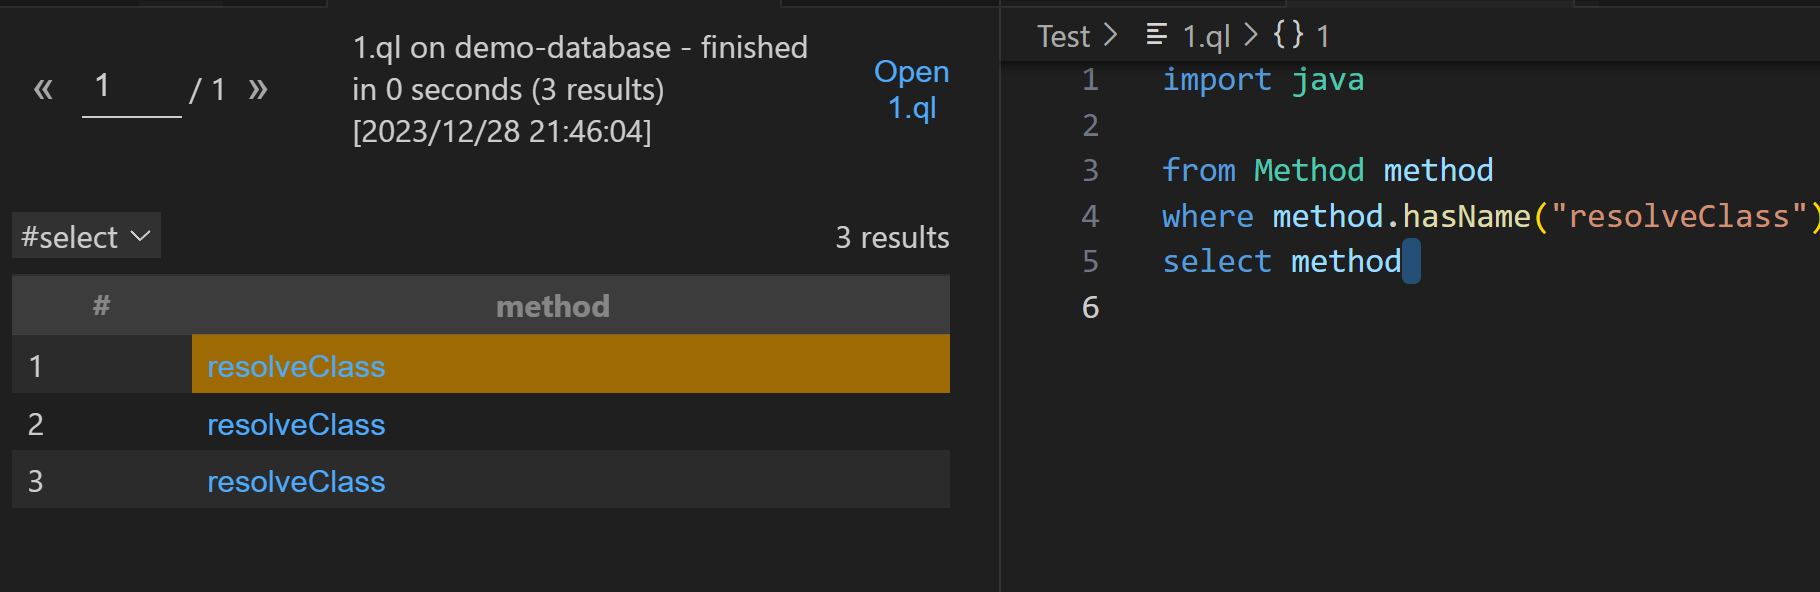 « 1 / 1 »
1.ql on demo-database - finished
in 0 seconds (3 results)
[2023/12/28 21:46:04]
Open
1.ql
#select
3 results
# method
1 resolveClass
2 resolveClass
3 resolveClass
Test > 1.ql > {} 1
1 import java
2
3 from Method method
4 where method.hasName("resolveClass")
5 select method
6